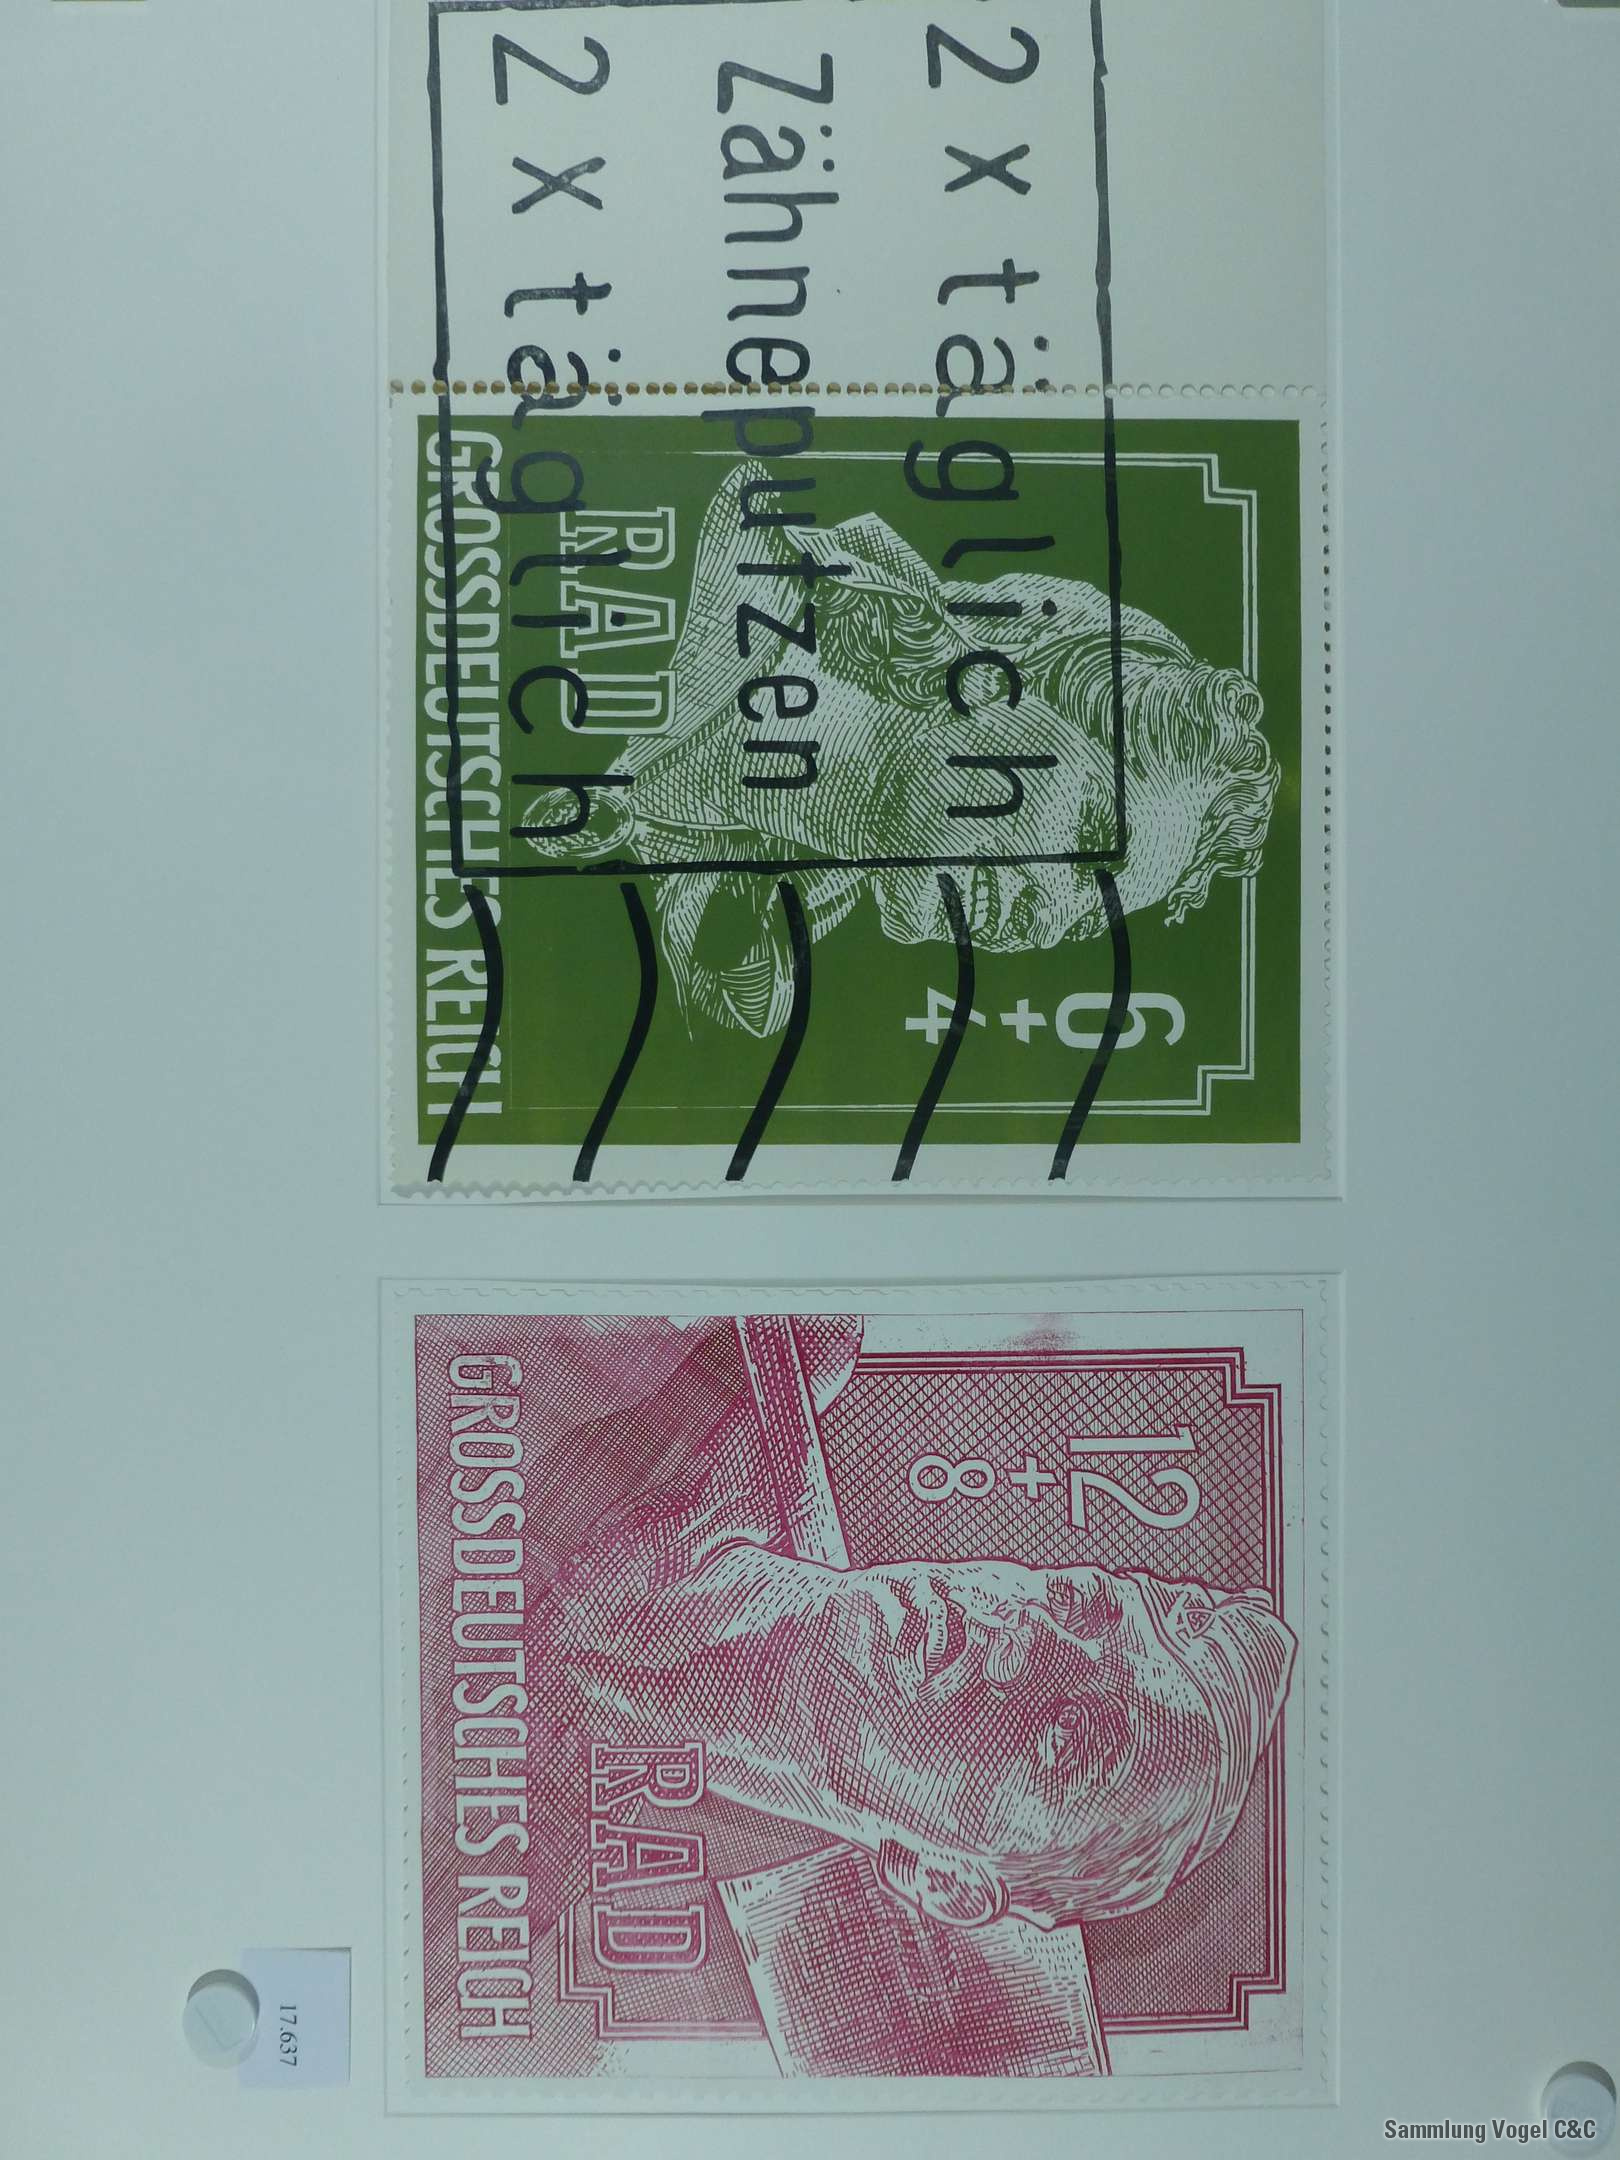 2 x täglich
Zähneputzen
2 x täglich
6
+
4
RAD
GROSSDEUTSCHES REICH
12
+
8
RAD
GROSSDEUTSCHES REICH
17.637
Sammlung Vogel C&C